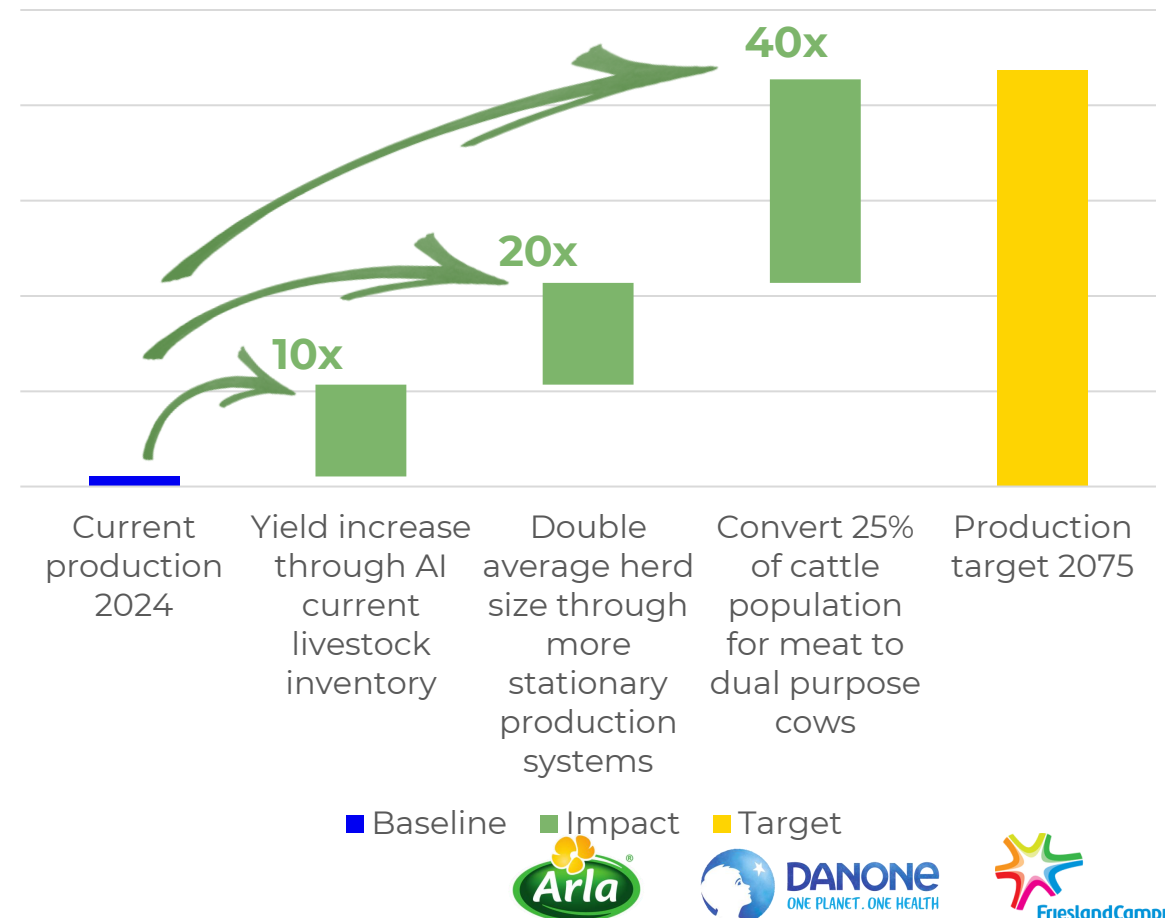 40x
20x
10x
Current
production
2024
Yield increase
through AI
current
livestock
inventory
Double
average herd
size through
more
stationary
production
systems
Convert 25%
of cattle
population
for meat to
dual purpose
cows
Production
target 2075
Baseline
Impact
Target
Arla
®
DANONE
ONE PLANET. ONE HEALTH
FrieslandCampi